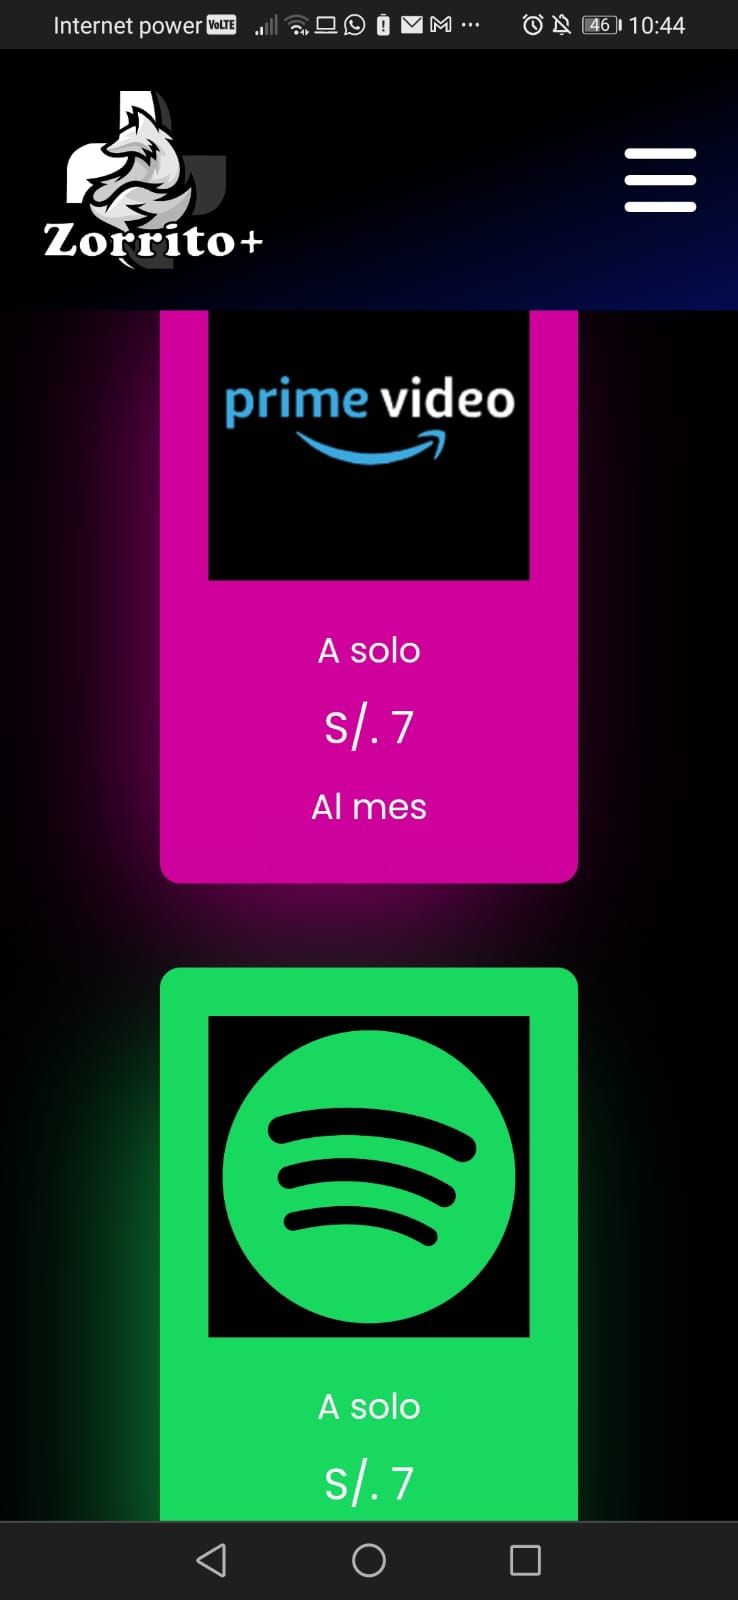 Internet power VoLTE 46 10:44
Zorrito+
prime video
A solo
S/. 7
Al mes
A solo
S/. 7